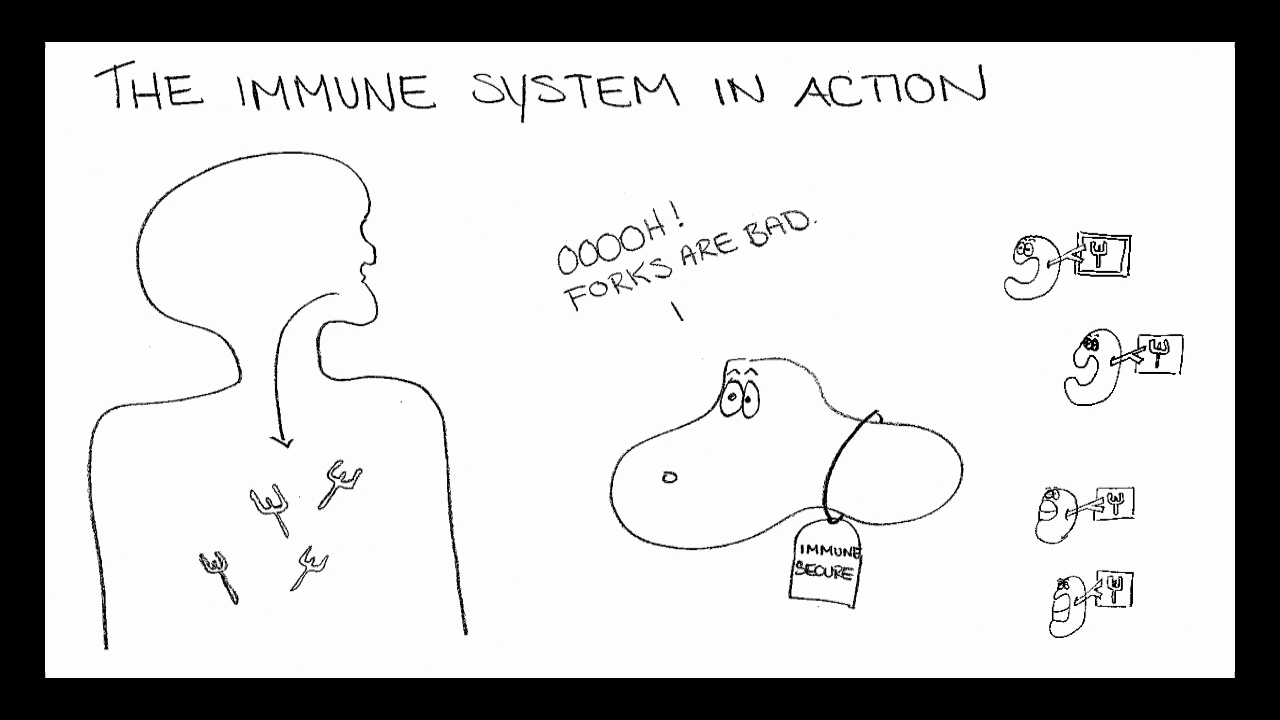 THE IMMUNE SYSTEM IN ACTION
OOOOH!
FORKS ARE BAD.
IMMUNE
SECURE